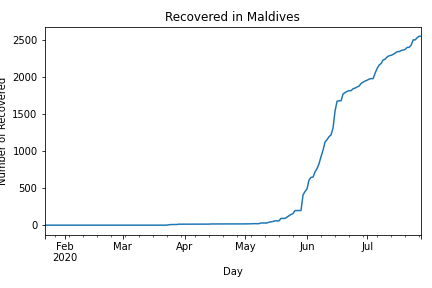 Recovered in Maldives
Number of Recovered
2500
2000
1500
1000
500
0
Feb
2020
Mar
Apr
May
Jun
Jul
Day